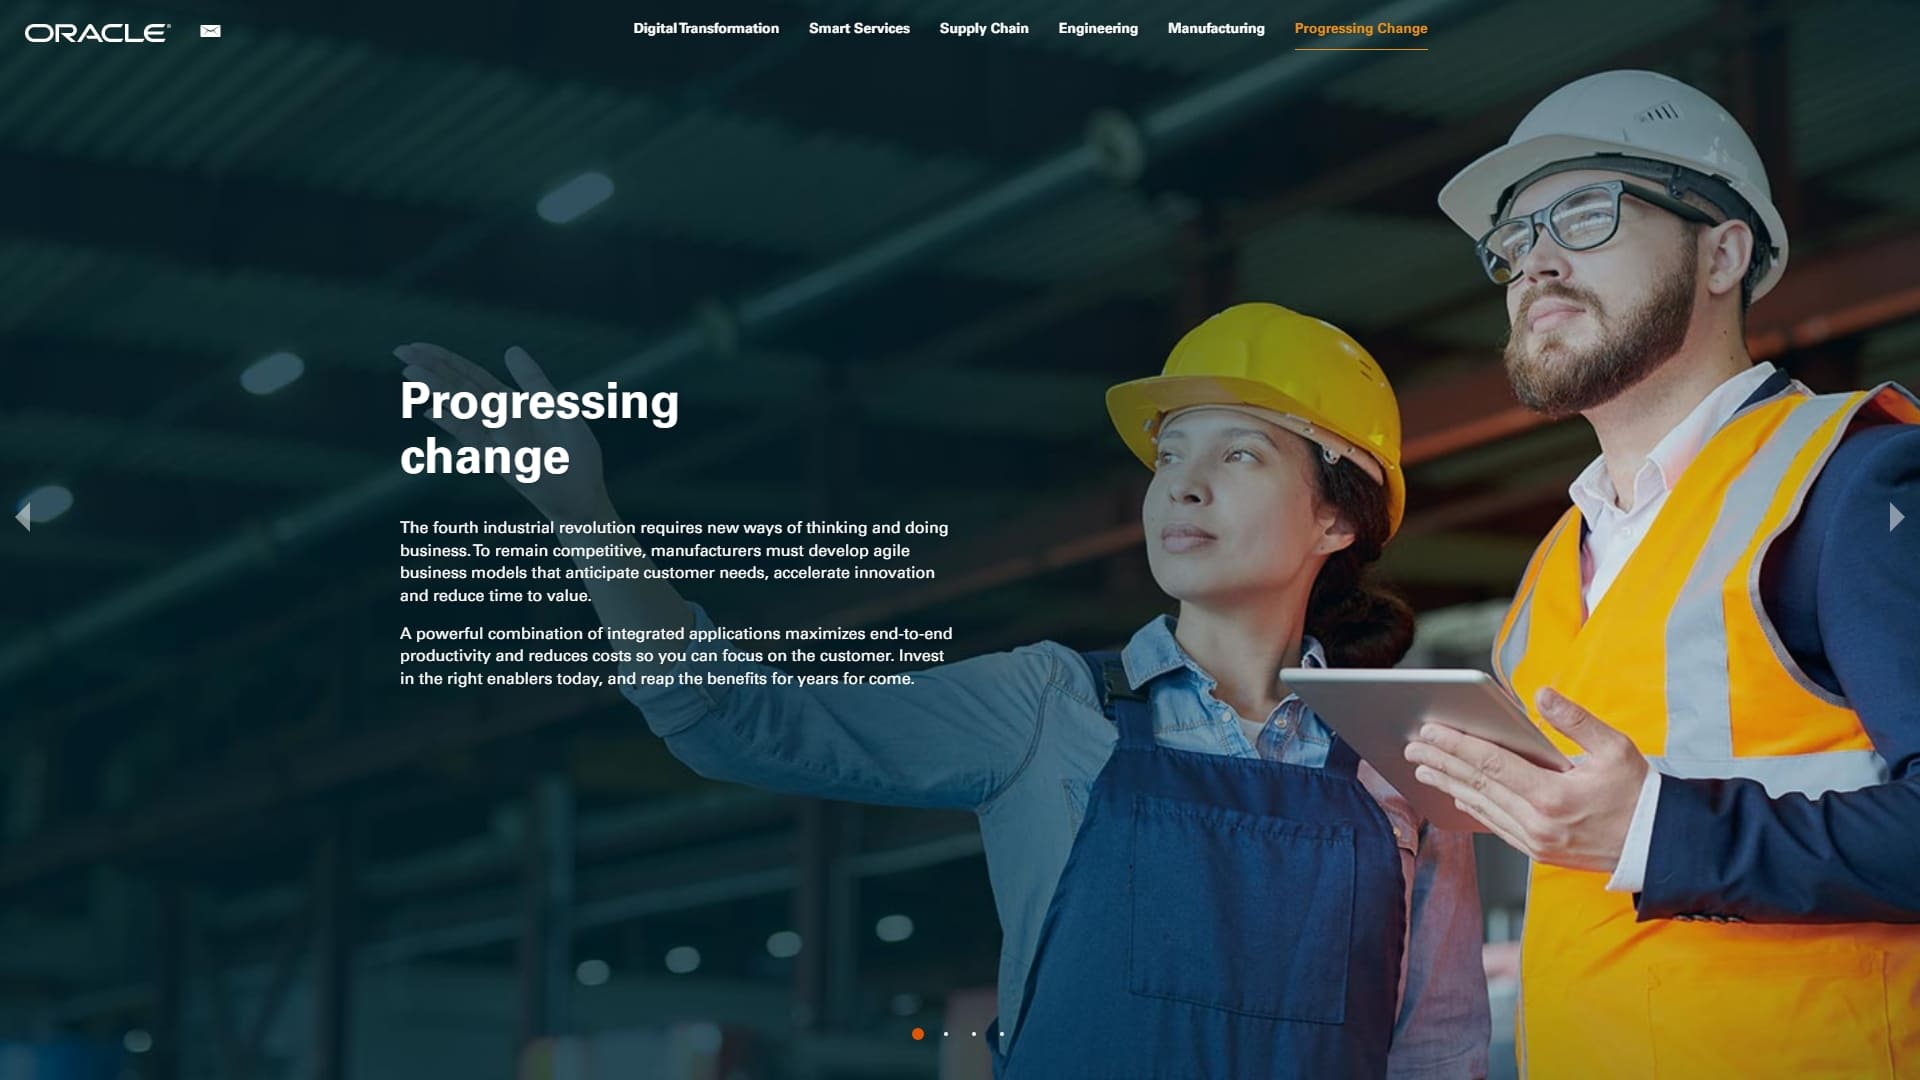 ORACLE
Digital Transformation
Smart Services
Supply Chain
Engineering
Manufacturing
Progressing Change
Progressing
change
The fourth industrial revolution requires new ways of thinking and doing
business. To remain competitive, manufacturers must develop agile
business models that anticipate customer needs, accelerate innovation
and reduce time to value.
A powerful combination of integrated applications maximizes end-to-end
productivity and reduces costs so you can focus on the customer. Invest
in the right enablers today, and reap the benefits for years for come.